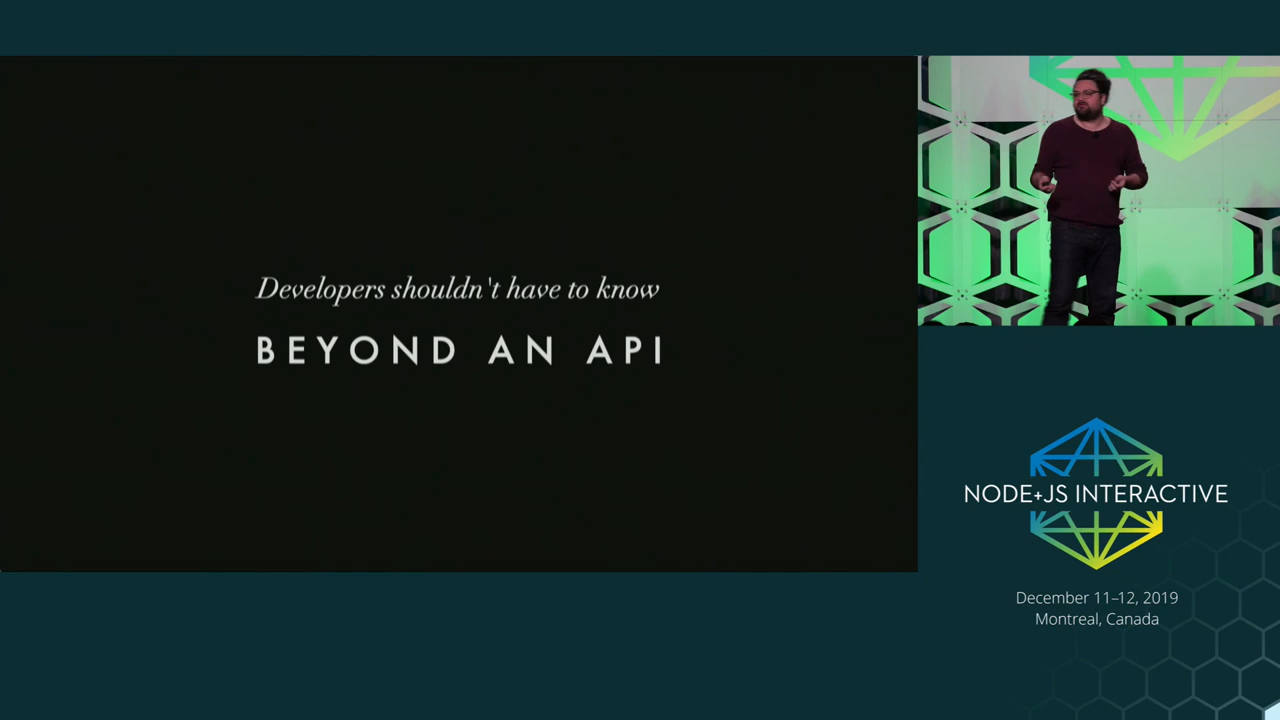 Developers shouldn't have to know
BEYOND AN API
NODE+JS INTERACTIVE
December 11–12, 2019
Montreal, Canada